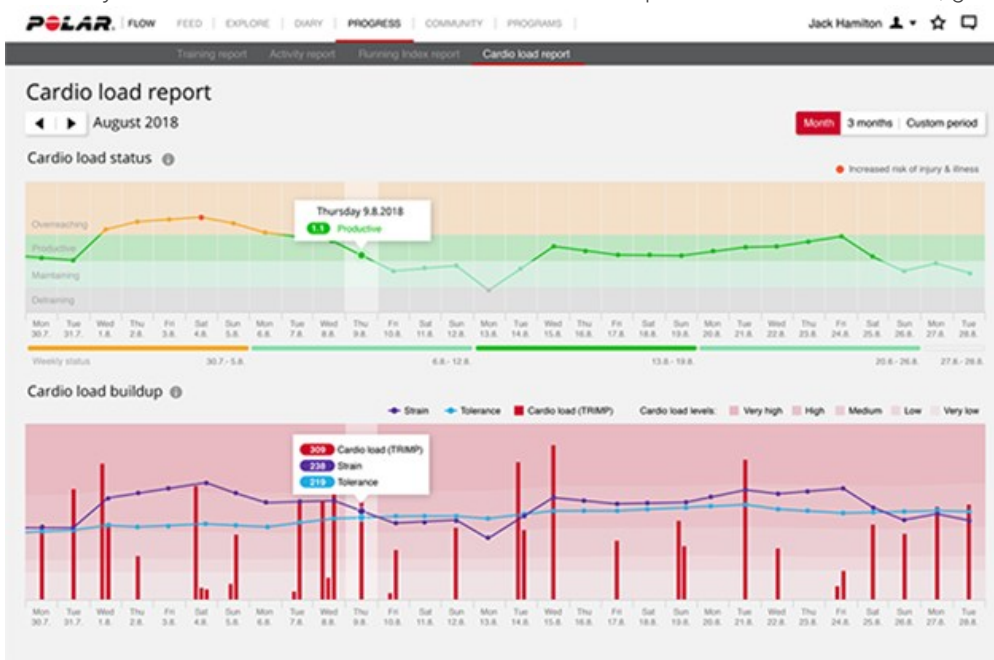 POLAR. FLOW FEED EXPLORE DIARY PROGRESS COMMUNITY PROGRAMS Jack Hamilton
Training report Activity report Running Index report Cardio load report
Cardio load report
August 2018
Month 3 months Custom period
Cardio load status
Increased risk of injury & illness
Thursday 9.8.2018
1.1 Productive
Overreaching
Productive
Maintaining
Detraining
Mon Tue Wed Thu Fri Sat Sun Mon Tue Wed Thu Fri Sat Sun Mon Tue Wed Thu Fri Sat Sun Mon Tue Wed Thu Fri Sat Sun Mon Tue
30.7. 31.7. 1.8. 2.8. 3.8. 4.8. 5.8. 6.8. 7.8. 8.8. 9.8. 10.8. 11.8. 12.8. 13.8. 14.8. 15.8. 16.8. 17.8. 18.8. 19.8. 20.8. 21.8. 22.8. 23.8. 24.8. 25.8. 26.8. 27.8. 28.8.
Weekly status 30.7.- 5.8. 6.8.- 12.8. 13.8.- 19.8. 20.8.- 26.8. 27.8.- 28.8.
Cardio load buildup
Strain Tolerance Cardio load (TRIMP) Cardio load levels: Very high High Medium Low Very low
309 Cardio load (TRIMP)
238 Strain
219 Tolerance
Mon Tue Wed Thu Fri Sat Sun Mon Tue Wed Thu Fri Sat Sun Mon Tue Wed Thu Fri Sat Sun Mon Tue Wed Thu Fri Sat Sun Mon Tue
30.7. 31.7. 1.8. 2.8. 3.8. 4.8. 5.8. 6.8. 7.8. 8.8. 9.8. 10.8. 11.8. 12.8. 13.8. 14.8. 15.8. 16.8. 17.8. 18.8. 19.8. 20.8. 21.8. 22.8. 23.8. 24.8. 25.8. 26.8. 27.8. 28.8.